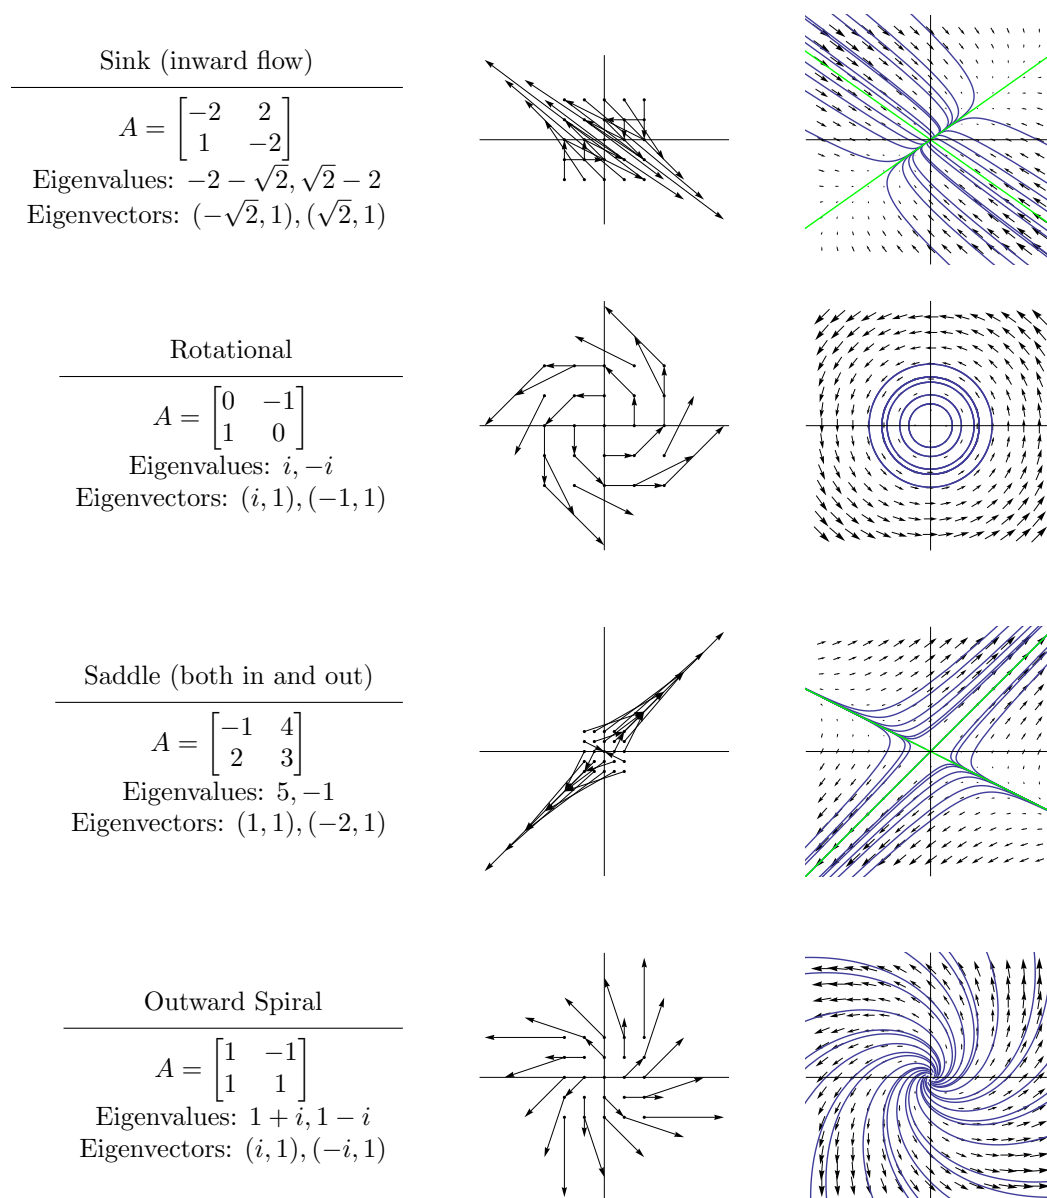 Sink (inward flow)
A = [−2 2
1 −2]
Eigenvalues: −2 − √2, √2 − 2
Eigenvectors: (−√2, 1), (√2, 1)
Rotational
A = [0 −1
1 0]
Eigenvalues: i, −i
Eigenvectors: (i, 1), (−1, 1)
Saddle (both in and out)
A = [−1 4
2 3]
Eigenvalues: 5, −1
Eigenvectors: (1, 1), (−2, 1)
Outward Spiral
A = [1 −1
1 1]
Eigenvalues: 1 + i, 1 − i
Eigenvectors: (i, 1), (−i, 1)